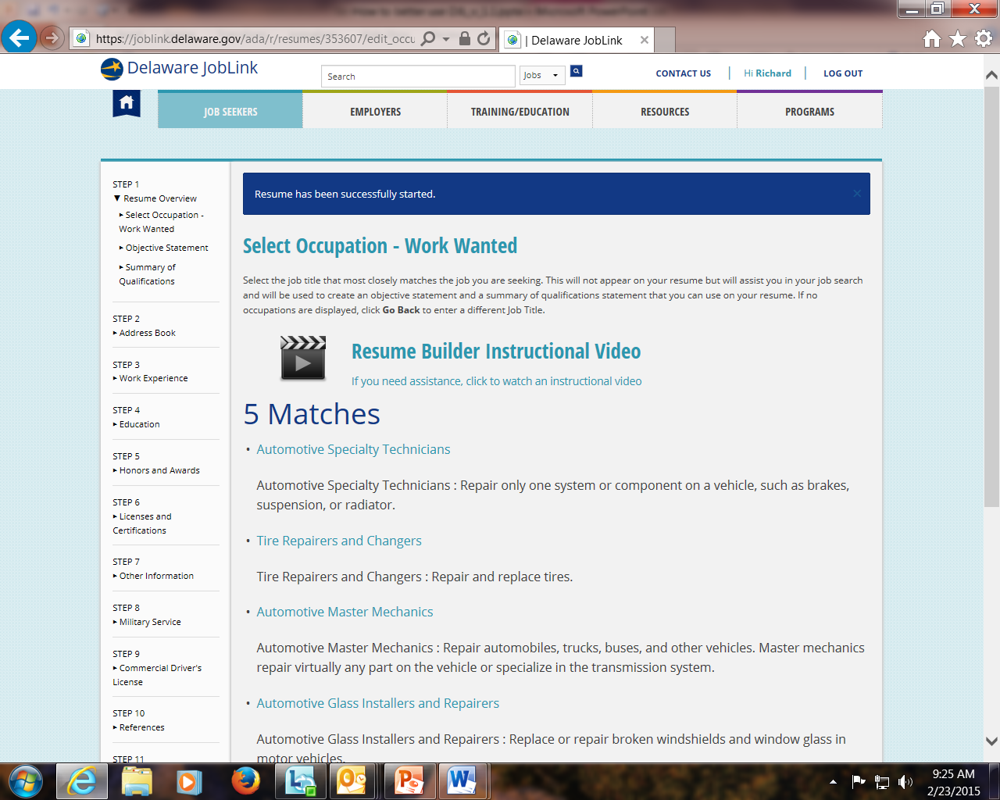 https://joblink.delaware.gov/ada/r/resumes/353607/edit_occu
| Delaware JobLink
Delaware JobLink
Search
Jobs
CONTACT US
Hi Richard
LOG OUT
JOB SEEKERS
EMPLOYERS
TRAINING/EDUCATION
RESOURCES
PROGRAMS
STEP 1
Resume Overview
Select Occupation -
Work Wanted
Objective Statement
Summary of
Qualifications
STEP 2
Address Book
STEP 3
Work Experience
STEP 4
Education
STEP 5
Honors and Awards
STEP 6
Licenses and
Certifications
STEP 7
Other Information
STEP 8
Military Service
STEP 9
Commercial Driver's
License
STEP 10
References
STEP 11
Resume has been successfully started.
Select Occupation - Work Wanted
Select the job title that most closely matches the job you are seeking. This will not appear on your resume but will assist you in your job search
and will be used to create an objective statement and a summary of qualifications statement that you can use on your resume. If no
occupations are displayed, click Go Back to enter a different Job Title.
Resume Builder Instructional Video
If you need assistance, click to watch an instructional video
5 Matches
• Automotive Specialty Technicians
Automotive Specialty Technicians : Repair only one system or component on a vehicle, such as brakes,
suspension, or radiator.
• Tire Repairers and Changers
Tire Repairers and Changers : Repair and replace tires.
• Automotive Master Mechanics
Automotive Master Mechanics : Repair automobiles, trucks, buses, and other vehicles. Master mechanics
repair virtually any part on the vehicle or specialize in the transmission system.
• Automotive Glass Installers and Repairers
Automotive Glass Installers and Repairers : Replace or repair broken windshields and window glass in
motor vehicles.
9:25 AM
2/23/2015